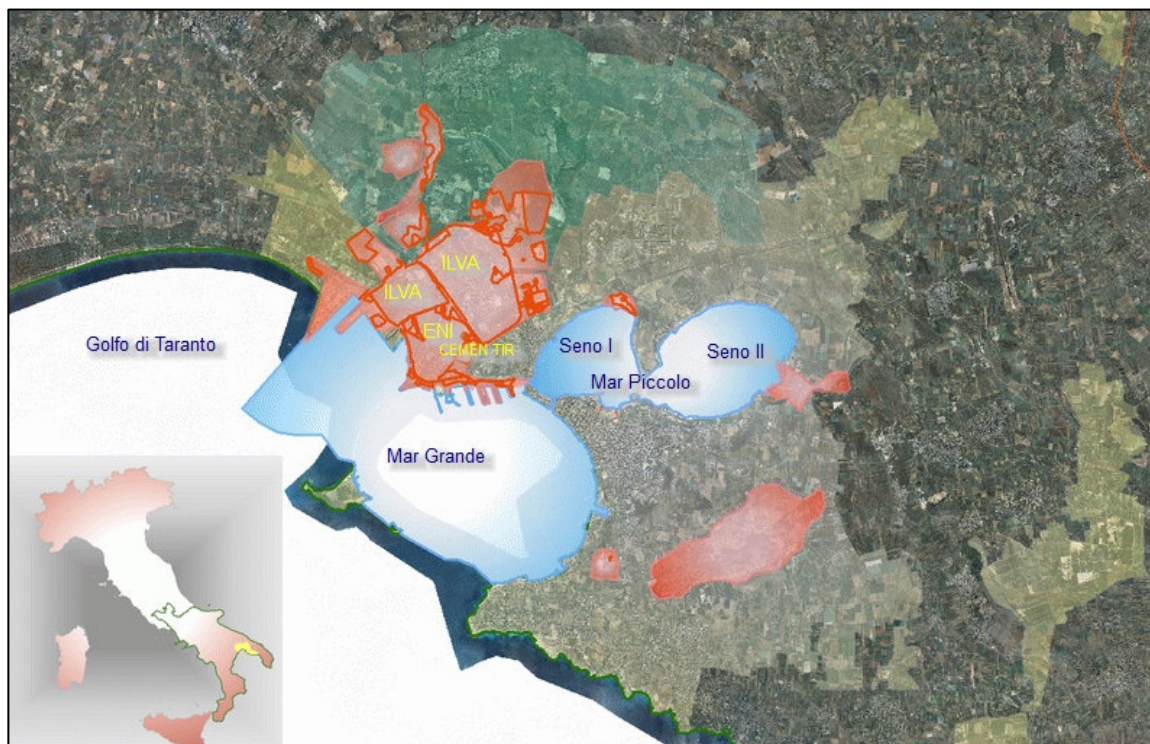 ILVA
ILVA
ENI
CEMEN TIR
Golfo di Taranto
Seno I
Seno II
Mar Piccolo
Mar Grande